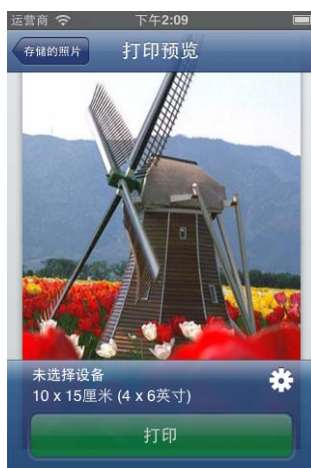 运营商 下午2:09
存储的照片 打印预览
未选择设备
10 x 15厘米 (4 x 6英寸)
打印